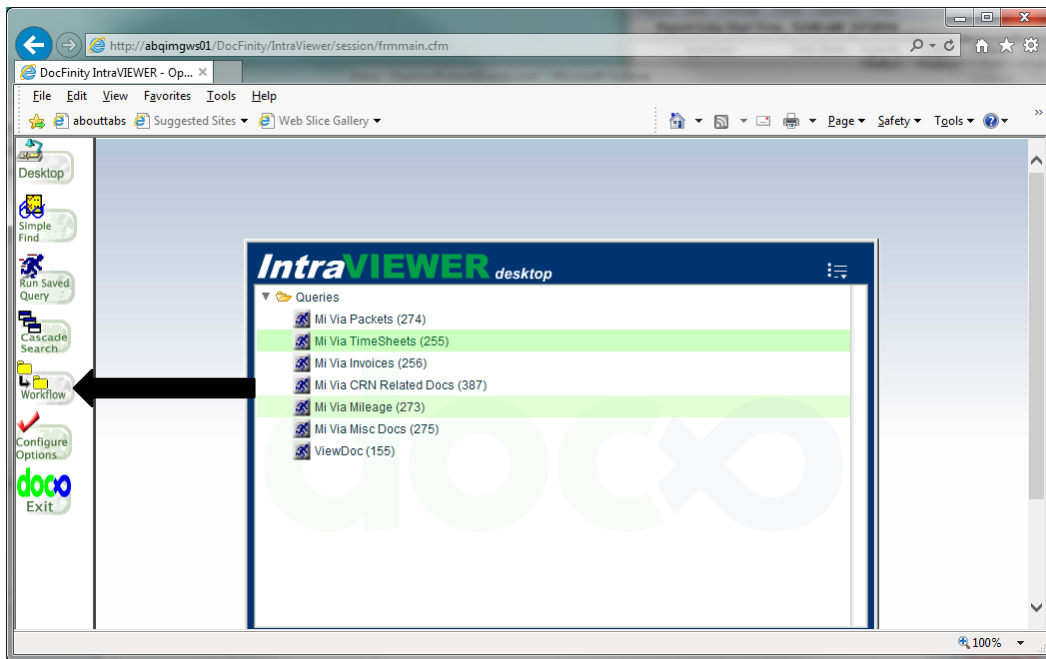 http://abqimgws01/DocFinity/IntraViewer/session/frmmain.cfm
DocFinity IntraVIEWER - Op...
File Edit View Favorites Tools Help
abouttabs Suggested Sites Web Slice Gallery Page Safety Tools
Desktop
Simple
Find
Run Saved
Query
Cascade
Search
Workflow
Configure
Options
doco
Exit
IntraVIEWER desktop
Queries
Mi Via Packets (274)
Mi Via TimeSheets (255)
Mi Via Invoices (256)
Mi Via CRN Related Docs (387)
Mi Via Mileage (273)
Mi Via Misc Docs (275)
ViewDoc (155)
doco
100%